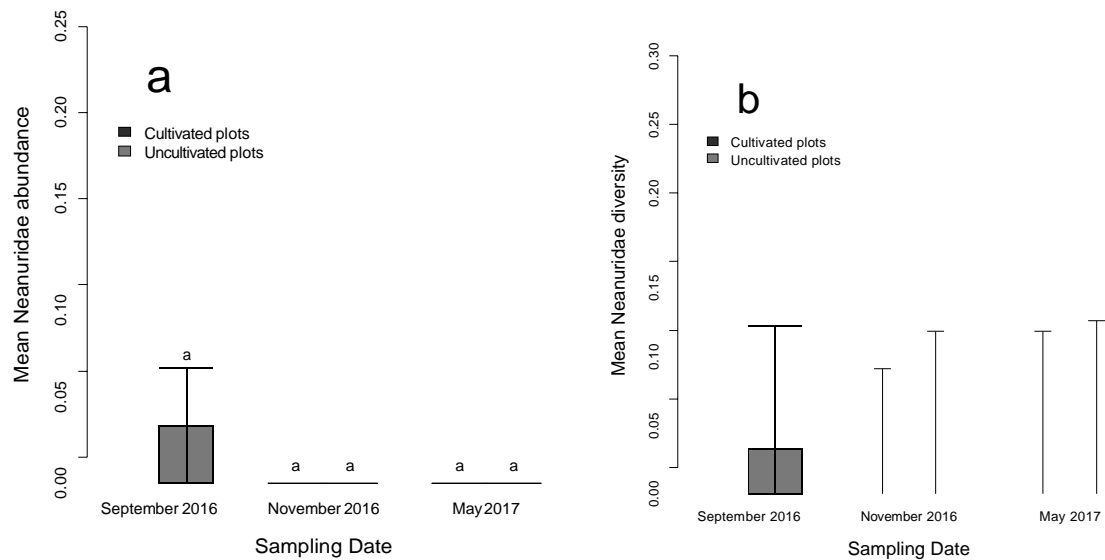 a
Cultivated plots
Uncultivated plots
Mean Neanuridae abundance
0.25
0.20
0.15
0.10
0.05
0.00
a
a a
a a
September 2016 November 2016 May 2017
Sampling Date
b
Cultivated plots
Uncultivated plots
Mean Neanuridae diversity
0.30
0.25
0.20
0.15
0.10
0.05
0.00
September 2016 November 2016 May 2017
Sampling Date